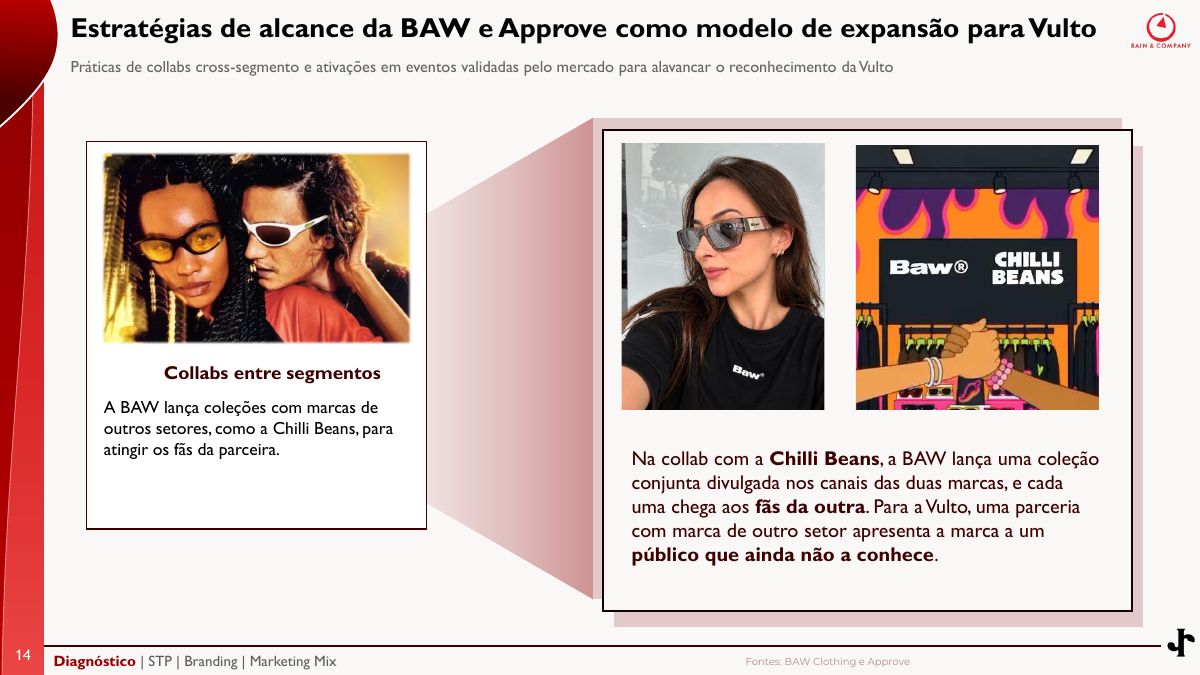 Estratégias de alcance da BAW e Approve como modelo de expansão para Vulto
BAIN & COMPANY
Práticas de collabs cross-segmento e ativações em eventos validadas pelo mercado para alavancar o reconhecimento da Vulto
Baw®
CHILLI
BEANS
Baw®
Collabs entre segmentos
A BAW lança coleções com marcas de
outros setores, como a Chilli Beans, para
atingir os fãs da parceira.
Na collab com a Chilli Beans, a BAW lança uma coleção
conjunta divulgada nos canais das duas marcas, e cada
uma chega aos fãs da outra. Para a Vulto, uma parceria
com marca de outro setor apresenta a marca a um
público que ainda não a conhece.
14
Diagnóstico | STP | Branding | Marketing Mix
Fontes: BAW Clothing e Approve